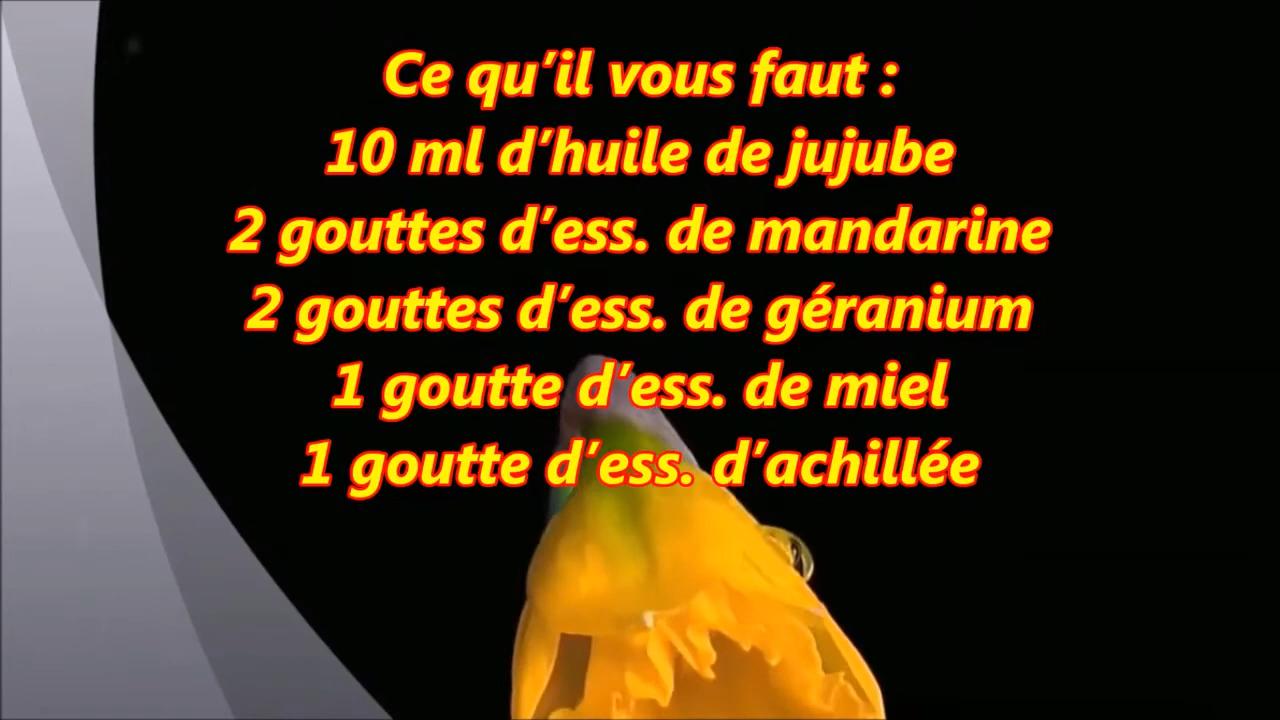 Ce qu’il vous faut :
10 ml d’huile de jujube
2 gouttes d’ess. de mandarine
2 gouttes d’ess. de géranium
1 goutte d’ess. de miel
1 goutte d’ess. d’achillée